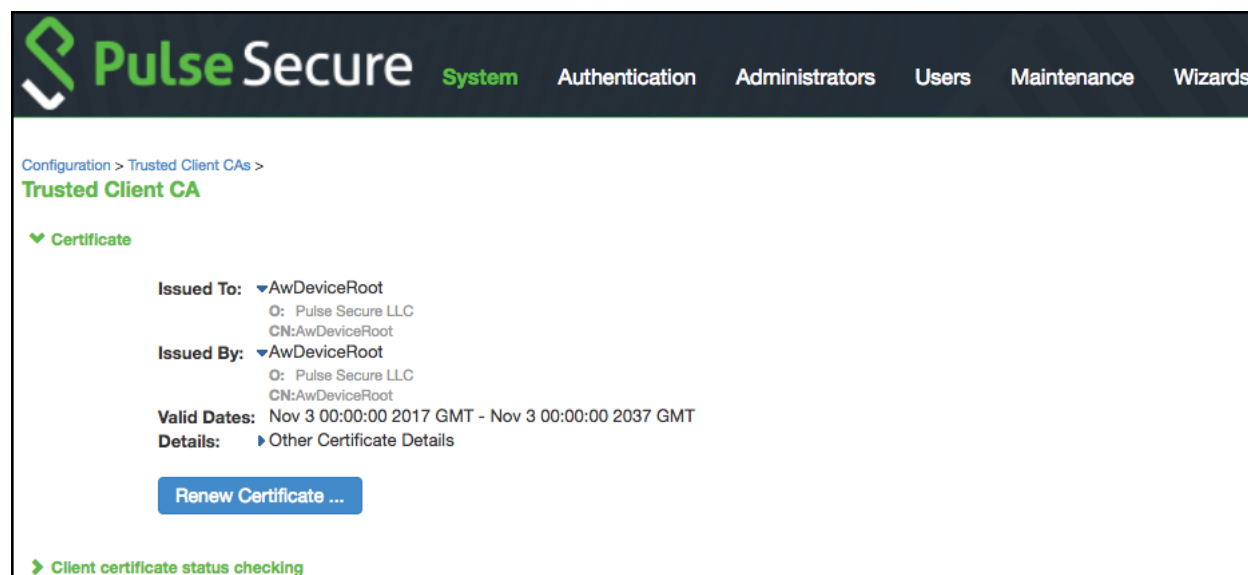 Pulse Secure System Authentication Administrators Users Maintenance Wizards
Configuration > Trusted Client CAs >
Trusted Client CA
Certificate
Issued To: AwDeviceRoot
O: Pulse Secure LLC
CN:AwDeviceRoot
Issued By: AwDeviceRoot
O: Pulse Secure LLC
CN:AwDeviceRoot
Valid Dates: Nov 3 00:00:00 2017 GMT - Nov 3 00:00:00 2037 GMT
Details: Other Certificate Details
Renew Certificate ...
Client certificate status checking